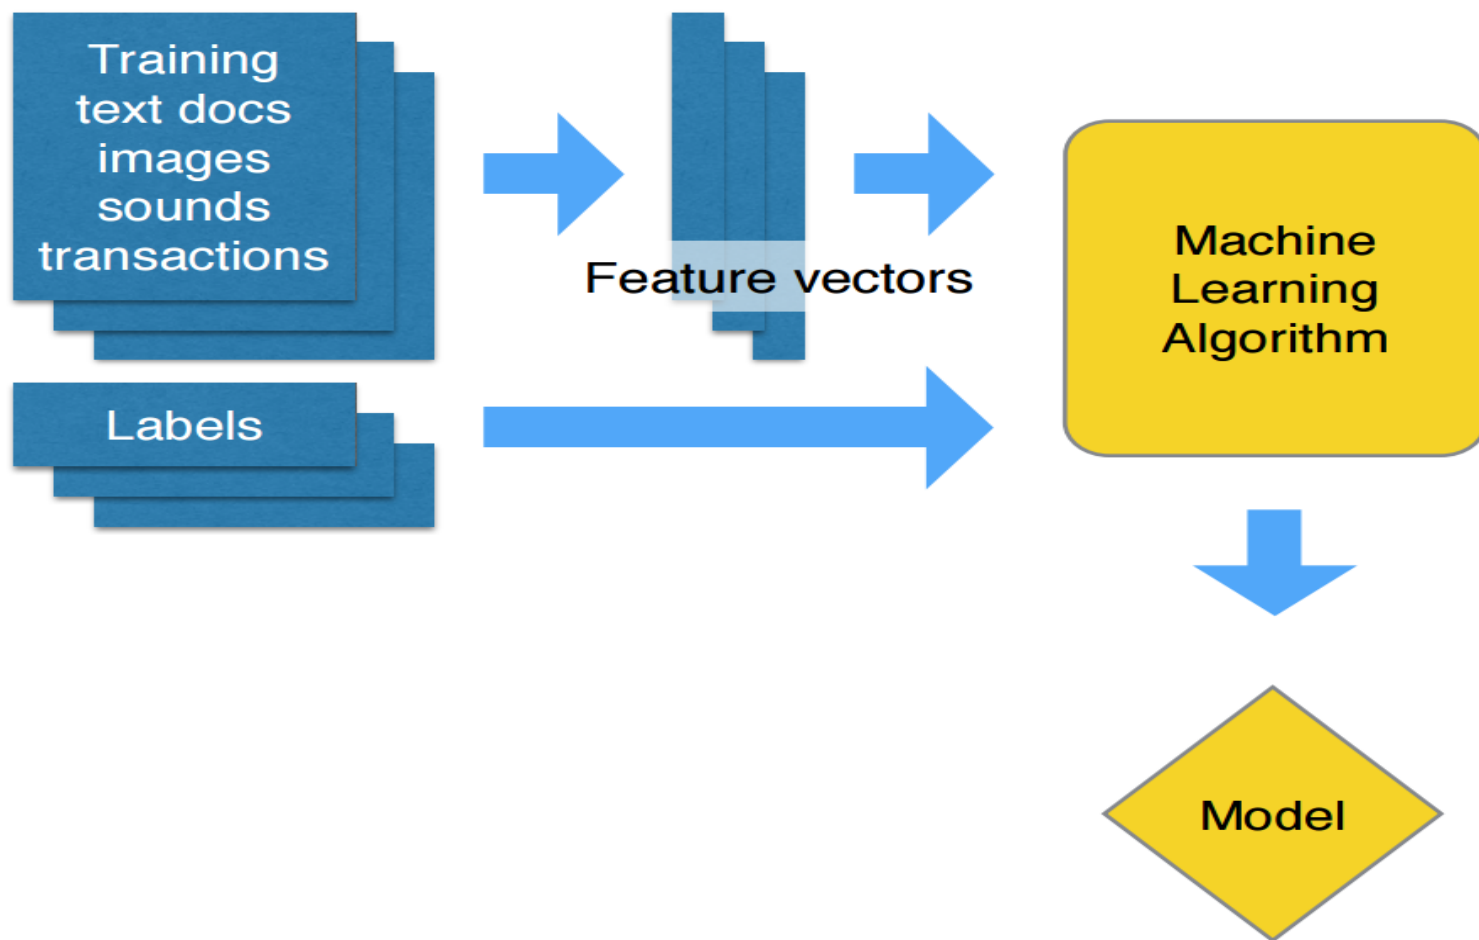 Training
text docs
images
sounds
transactions
Feature vectors
Machine
Learning
Algorithm
Labels
Model